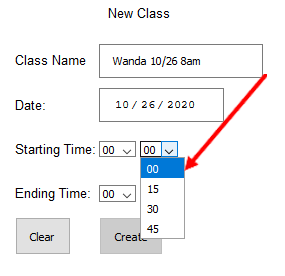 New Class
Class Name Wanda 10/26 8am
Date: 10 / 26 / 2020
Starting Time: 00 00
00
15
Ending Time: 00
30
45
Clear Create